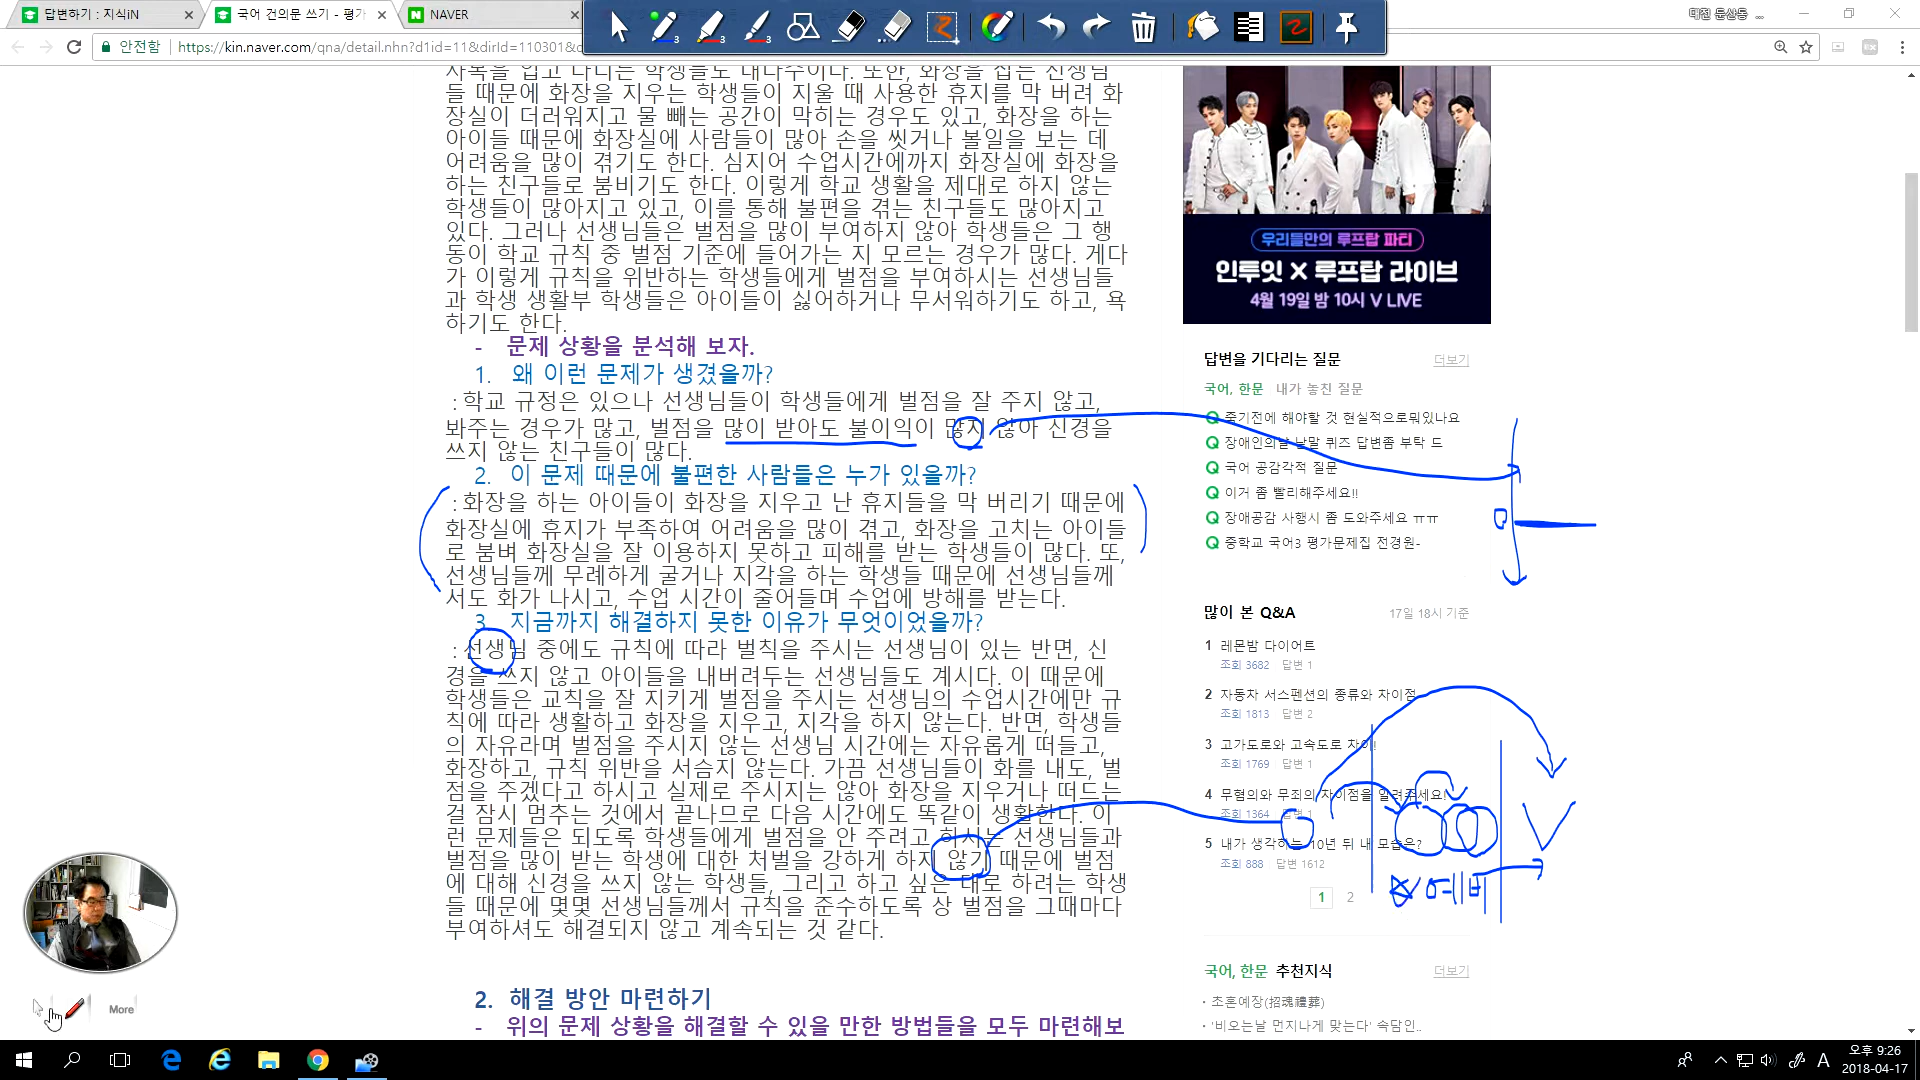 답변하기 : 지식iN
국어 건의문 쓰기 - 평가
NAVER
안전함
https://kin.naver.com/qna/detail.nhn?d1id=11&dirId=110301&
사복을 입고 다니는 학생들도 대다수이다. 또한, 화장을 잡는 선생님
들 때문에 화장을 지우는 학생들이 지울 때 사용한 휴지를 막 버려 화
장실이 더러워지고 물 빼는 공간이 막히는 경우도 있고, 화장을 하는
아이들 때문에 화장실에 사람들이 많아 손을 씻거나 볼일을 보는 데
어려움을 많이 겪기도 한다. 심지어 수업시간에까지 화장실에 화장을
하는 친구들로 붐비기도 한다. 이렇게 학교 생활을 제대로 하지 않는
학생들이 많아지고 있고, 이를 통해 불편을 겪는 친구들도 많아지고
있다. 그러나 선생님들은 벌점을 많이 부여하지 않아 학생들은 그 행
동이 학교 규칙 중 벌점 기준에 들어가는 지 모르는 경우가 많다. 게다
가 이렇게 규칙을 위반하는 학생들에게 벌점을 부여하시는 선생님들
과 학생 생활부 학생들은 아이들이 싫어하거나 무서워하기도 하고, 욕
하기도 한다.
- 문제 상황을 분석해 보자.
1. 왜 이런 문제가 생겼을까?
: 학교 규정은 있으나 선생님들이 학생들에게 벌점을 잘 주지 않고,
봐주는 경우가 많고, 벌점을 많이 받아도 불이익이 많지 않아 신경을
쓰지 않는 친구들이 많다.
2. 이 문제 때문에 불편한 사람들은 누가 있을까?
: 화장을 하는 아이들이 화장을 지우고 난 휴지들을 막 버리기 때문에
화장실에 휴지가 부족하여 어려움을 많이 겪고, 화장을 고치는 아이들
로 붐벼 화장실을 잘 이용하지 못하고 피해를 받는 학생들이 많다. 또,
선생님들께 무례하게 굴거나 지각을 하는 학생들 때문에 선생님들께
서도 화가 나시고, 수업 시간이 줄어들며 수업에 방해를 받는다.
3. 지금까지 해결하지 못한 이유가 무엇이었을까?
: 선생님 중에도 규칙에 따라 벌칙을 주시는 선생님이 있는 반면, 신
경을 쓰지 않고 아이들을 내버려두는 선생님들도 계시다. 이 때문에
학생들은 교칙을 잘 지키게 벌점을 주시는 선생님의 수업시간에만 규
칙에 따라 생활하고 화장을 지우고, 지각을 하지 않는다. 반면, 학생들
의 자유라며 벌점을 주시지 않는 선생님 시간에는 자유롭게 떠들고,
화장하고, 규칙 위반을 서슴지 않는다. 가끔 선생님들이 화를 내도, 벌
점을 주겠다고 하시고 실제로 주시지는 않아 화장을 지우거나 떠드는
걸 잠시 멈추는 것에서 끝나므로 다음 시간에도 똑같이 생활한다. 이
런 문제들은 되도록 학생들에게 벌점을 안 주려고 하시는 선생님들과
벌점을 많이 받는 학생에 대한 처벌을 강하게 하지 않기 때문에 벌점
에 대해 신경을 쓰지 않는 학생들, 그리고 하고 싶은 대로 하려는 학생
들 때문에 몇몇 선생님들께서 규칙을 준수하도록 상 벌점을 그때마다
부여하셔도 해결되지 않고 계속되는 것 같다.
2. 해결 방안 마련하기
- 위의 문제 상황을 해결할 수 있을 만한 방법들을 모두 마련해보
우리들만의 루프탑 파티
인투잇 X 루프탑 라이브
4월 19일 밤 10시 V LIVE
답변을 기다리는 질문 더보기
국어, 한문 내가 놓친 질문
Q 죽기전에 해야할 것 현실적으로뭐있나요
Q 장애인의날 낱말 퀴즈 답변좀 부탁 드
Q 국어 공감각적 질문
Q 이거 좀 빨리해주세요!!
Q 장애공감 사행시 좀 도와주세요 ㅠㅠ
Q 중학교 국어3 평가문제집 전경원-
많이 본 Q&A 17일 18시 기준
1 레몬밤 다이어트
조회 3682 답변 1
2 자동차 서스펜션의 종류와 차이점
조회 1813 답변 2
3 고가도로와 고속도로 차이!
조회 1769 답변 1
4 무혐의와 무죄의 차이점을 알려주세요!
조회 1364 답변 1
5 내가 생각하는 10년 뒤 내 모습은?
조회 888 답변 1612
1 2
국어, 한문 추천지식 더보기
· 초혼예장(招魂禮葬)
· '비오는날 먼지나게 맞는다' 속담인..
More
A
오후 9:26
2018-04-17